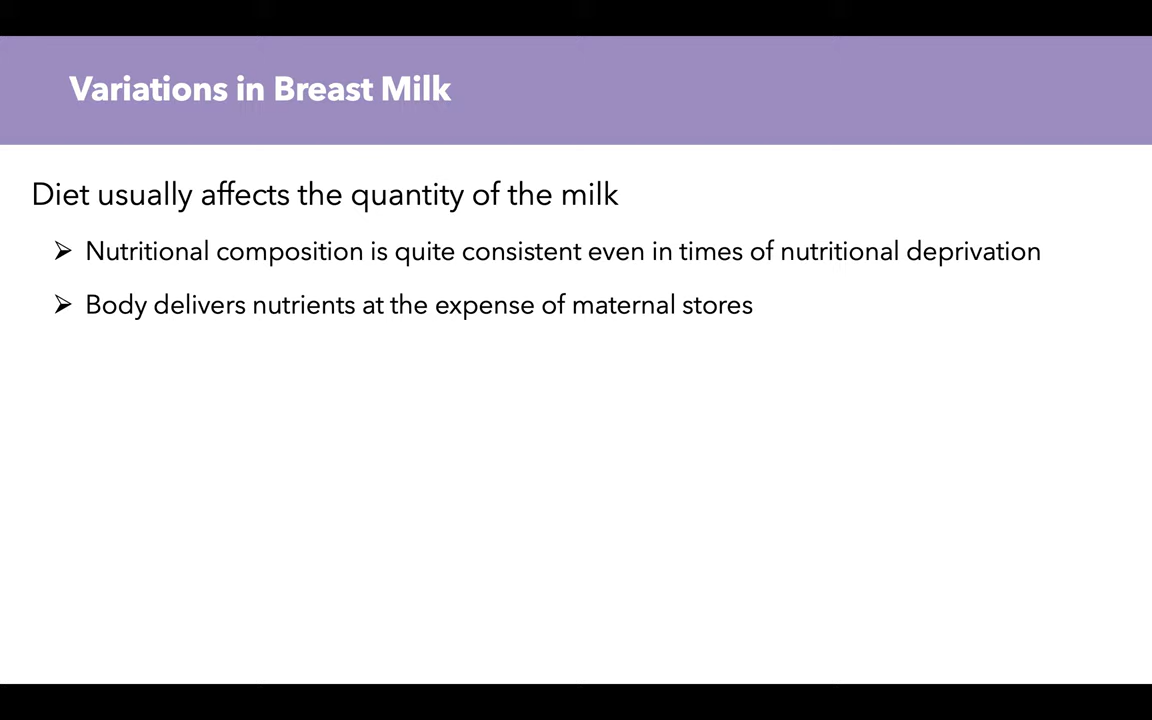 Variations in Breast Milk
Diet usually affects the quantity of the milk
➢ Nutritional composition is quite consistent even in times of nutritional deprivation
➢ Body delivers nutrients at the expense of maternal stores